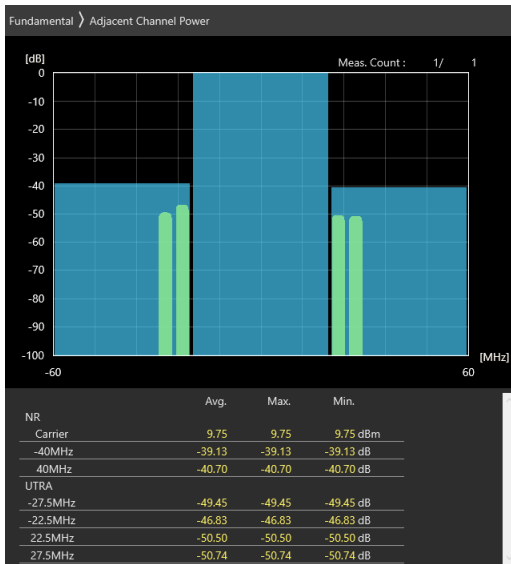 Fundamental 〉 Adjacent Channel Power
[dB]
Meas. Count : 1/ 1
0
-10
-20
-30
-40
-50
-60
-70
-80
-90
-100
[MHz]
-60 60
Avg. Max. Min.
NR
Carrier 9.75 9.75 9.75 dBm
-40MHz -39.13 -39.13 -39.13 dB
40MHz -40.70 -40.70 -40.70 dB
UTRA
-27.5MHz -49.45 -49.45 -49.45 dB
-22.5MHz -46.83 -46.83 -46.83 dB
22.5MHz -50.50 -50.50 -50.50 dB
27.5MHz -50.74 -50.74 -50.74 dB